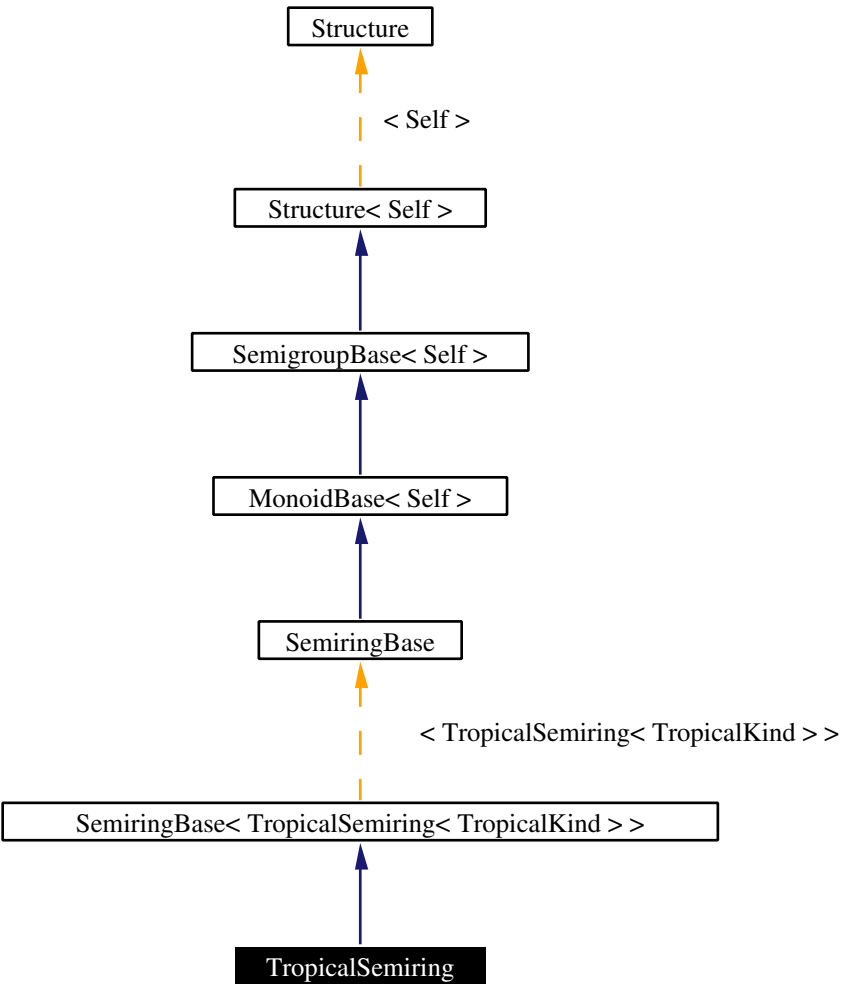 Structure
< Self >
Structure< Self >
SemigroupBase< Self >
MonoidBase< Self >
SemiringBase
< TropicalSemiring< TropicalKind > >
SemiringBase< TropicalSemiring< TropicalKind > >
TropicalSemiring